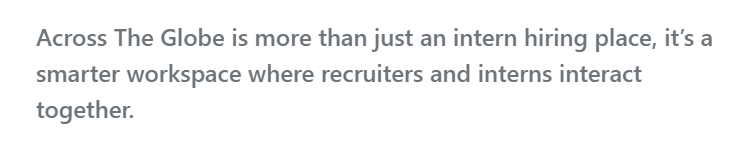 Across The Globe is more than just an intern hiring place, it’s a
smarter workspace where recruiters and interns interact
together.